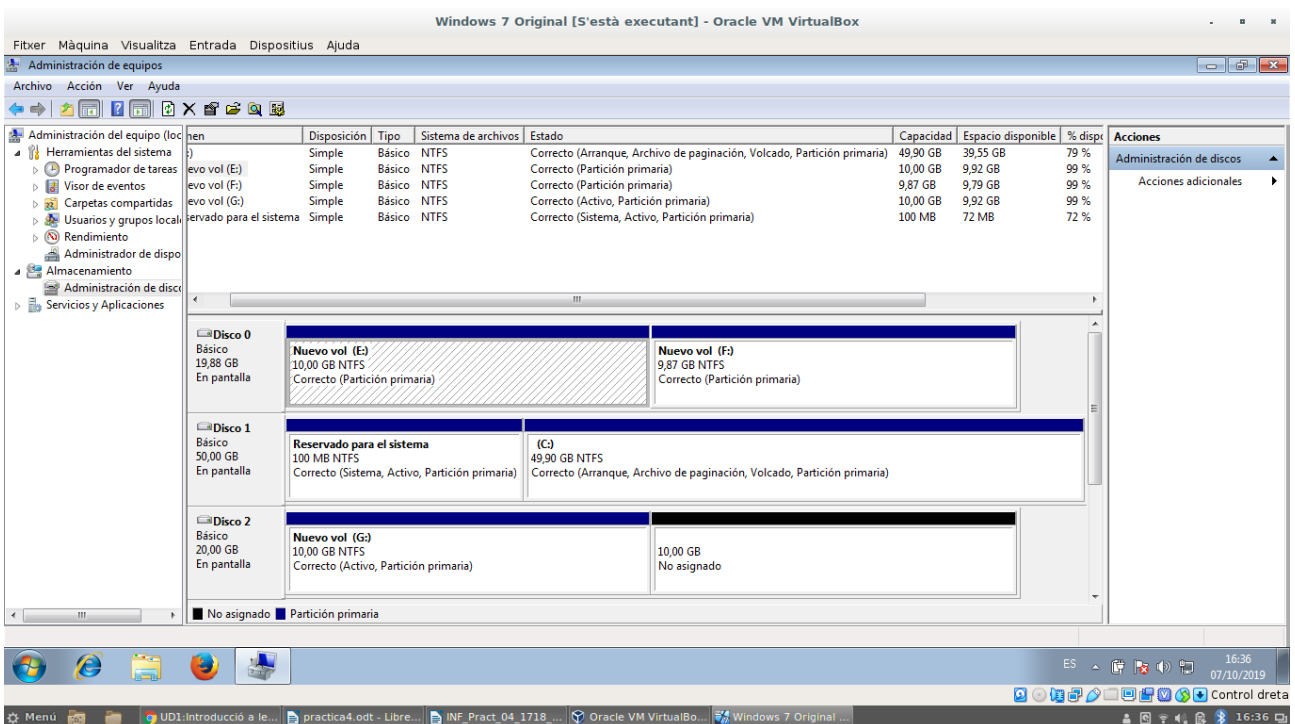 Windows 7 Original [S'està executant] - Oracle VM VirtualBox
Fitxer Màquina Visualitza Entrada Dispositius Ajuda
Administración de equipos
Archivo Acción Ver Ayuda
Administración del equipo (loc
Herramientas del sistema
Programador de tareas
Visor de eventos
Carpetas compartidas
Usuarios y grupos local
Rendimiento
Administrador de dispo
Almacenamiento
Administración de disco
Servicios y Aplicaciones
nen Disposición Tipo Sistema de archivos Estado Capacidad Espacio disponible % dispo
:) Simple Básico NTFS Correcto (Arranque, Archivo de paginación, Volcado, Partición primaria) 49,90 GB 39,55 GB 79 %
evo vol (E:) Simple Básico NTFS Correcto (Partición primaria) 10,00 GB 9,92 GB 99 %
evo vol (F:) Simple Básico NTFS Correcto (Partición primaria) 9,87 GB 9,79 GB 99 %
evo vol (G:) Simple Básico NTFS Correcto (Activo, Partición primaria) 10,00 GB 9,92 GB 99 %
servado para el sistema Simple Básico NTFS Correcto (Sistema, Activo, Partición primaria) 100 MB 72 MB 72 %
Disco 0
Básico
19,88 GB
En pantalla
Nuevo vol (E:)
10,00 GB NTFS
Correcto (Partición primaria)
Nuevo vol (F:)
9,87 GB NTFS
Correcto (Partición primaria)
Disco 1
Básico
50,00 GB
En pantalla
Reservado para el sistema
100 MB NTFS
Correcto (Sistema, Activo, Partición primaria)
(C:)
49,90 GB NTFS
Correcto (Arranque, Archivo de paginación, Volcado, Partición primaria)
Disco 2
Básico
20,00 GB
En pantalla
Nuevo vol (G:)
10,00 GB NTFS
Correcto (Activo, Partición primaria)
10,00 GB
No asignado
No asignado Partición primaria
Acciones
Administración de discos
Acciones adicionales
ES
16:36
07/10/2019
Control dreta
Menú
UD1:Introducció a le...
practica4.odt - Libre...
INF_Pract_04_1718_...
Oracle VM VirtualBo...
Windows 7 Original ...
16:36